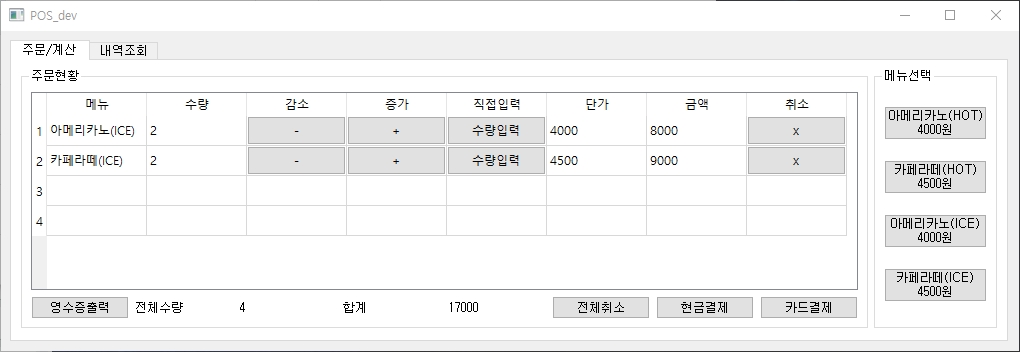 POS_dev
주문/계산 내역조회
주문현황
메뉴 수량 감소 증가 직접입력 단가 금액 취소
1 아메리카노(ICE) 2 - + 수량입력 4000 8000 x
2 카페라떼(ICE) 2 - + 수량입력 4500 9000 x
3
4
영수증출력 전체수량 4 합계 17000 전체취소 현금결제 카드결제
메뉴선택
아메리카노(HOT)
4000원
카페라떼(HOT)
4500원
아메리카노(ICE)
4000원
카페라떼(ICE)
4500원